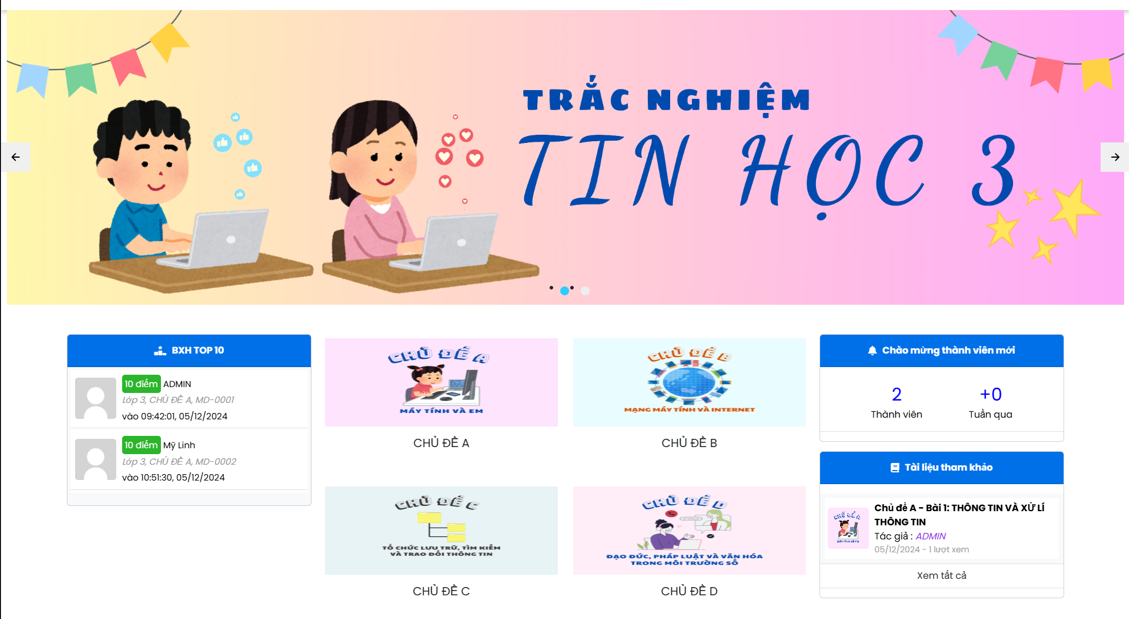 TRẮC NGHIỆM
TIN HỌC 3
BXH TOP 10
10 điểm ADMIN
Lớp 3, CHỦ ĐỀ A, MD-0001
vào 09:42:01, 05/12/2024
10 điểm Mỹ Linh
Lớp 3, CHỦ ĐỀ A, MD-0002
vào 10:51:30, 05/12/2024
CHỦ ĐỀ A
MÁY TÍNH VÀ EM
CHỦ ĐỀ A
CHỦ ĐỀ B
MẠNG MÁY TÍNH VÀ INTERNET
CHỦ ĐỀ B
CHỦ ĐỀ C
TỔ CHỨC LƯU TRỮ, TÌM KIẾM
VÀ TRAO ĐỔI THÔNG TIN
CHỦ ĐỀ C
CHỦ ĐỀ D
ĐẠO ĐỨC, PHÁP LUẬT VÀ VĂN HÓA
TRONG MÔI TRƯỜNG SỐ
CHỦ ĐỀ D
Chào mừng thành viên mới
2 +0
Thành viên Tuần qua
Tài liệu tham khảo
CHỦ ĐỀ A
Chủ đề A - Bài 1: THÔNG TIN VÀ XỬ LÍ
THÔNG TIN
Tác giả : ADMIN
05/12/2024 - 1 lượt xem
Xem tất cả